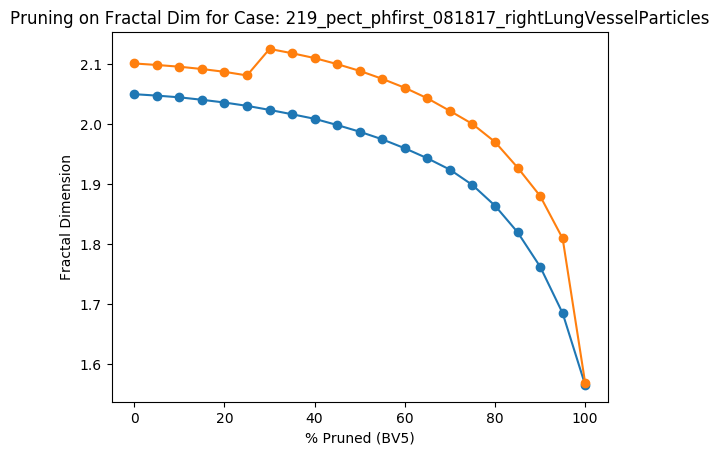 Pruning on Fractal Dim for Case: 219_pect_phfirst_081817_rightLungVesselParticles
2.1
2.0
1.9
1.8
1.7
1.6
Fractal Dimension
0 20 40 60 80 100
% Pruned (BV5)